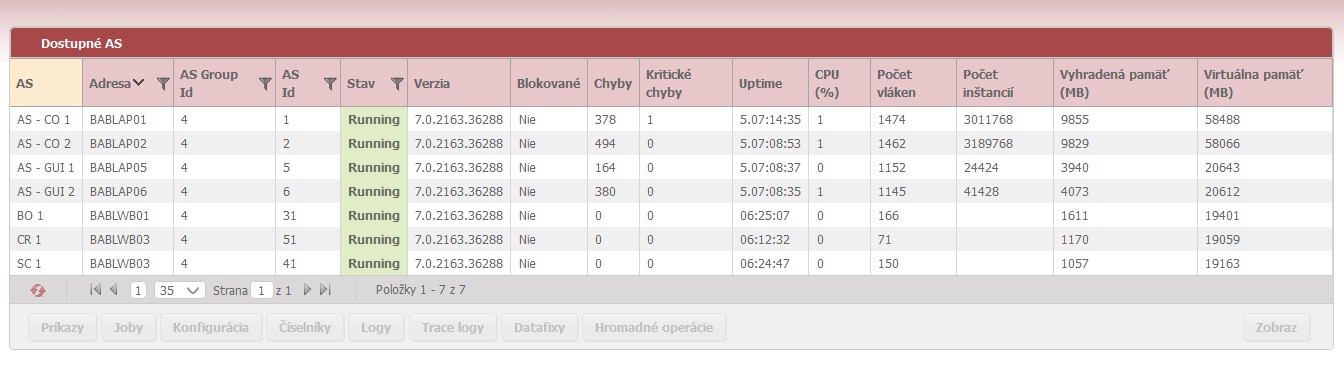 Dostupné AS
AS Adresa AS Group Id AS Id Stav Verzia Blokované Chyby Kritické chyby Uptime CPU (%) Počet vláken Počet inštancií Vyhradená pamäť (MB) Virtuálna pamäť (MB)
AS - CO 1 BABLAP01 4 1 Running 7.0.2163.36288 Nie 378 1 5.07:14:35 1 1474 3011768 9855 58488
AS - CO 2 BABLAP02 4 2 Running 7.0.2163.36288 Nie 494 0 5.07:08:53 1 1462 3189768 9829 58066
AS - GUI 1 BABLAP05 4 5 Running 7.0.2163.36288 Nie 164 0 5.07:08:37 0 1152 24424 3940 20643
AS - GUI 2 BABLAP06 4 6 Running 7.0.2163.36288 Nie 380 0 5.07:08:35 1 1145 41428 4073 20612
BO 1 BABLWB01 4 31 Running 7.0.2163.36288 Nie 0 0 06:25:07 0 166 1611 19401
CR 1 BABLWB03 4 51 Running 7.0.2163.36288 Nie 0 0 06:12:32 0 71 1170 19059
SC 1 BABLWB03 4 41 Running 7.0.2163.36288 Nie 0 0 06:24:47 0 150 1057 19163
1 35 Strana 1 z 1 Položky 1 - 7 z 7
Príkazy Joby Konfigurácia Číselníky Logy Trace logy Datafixy Hromadné operácie Zobraz